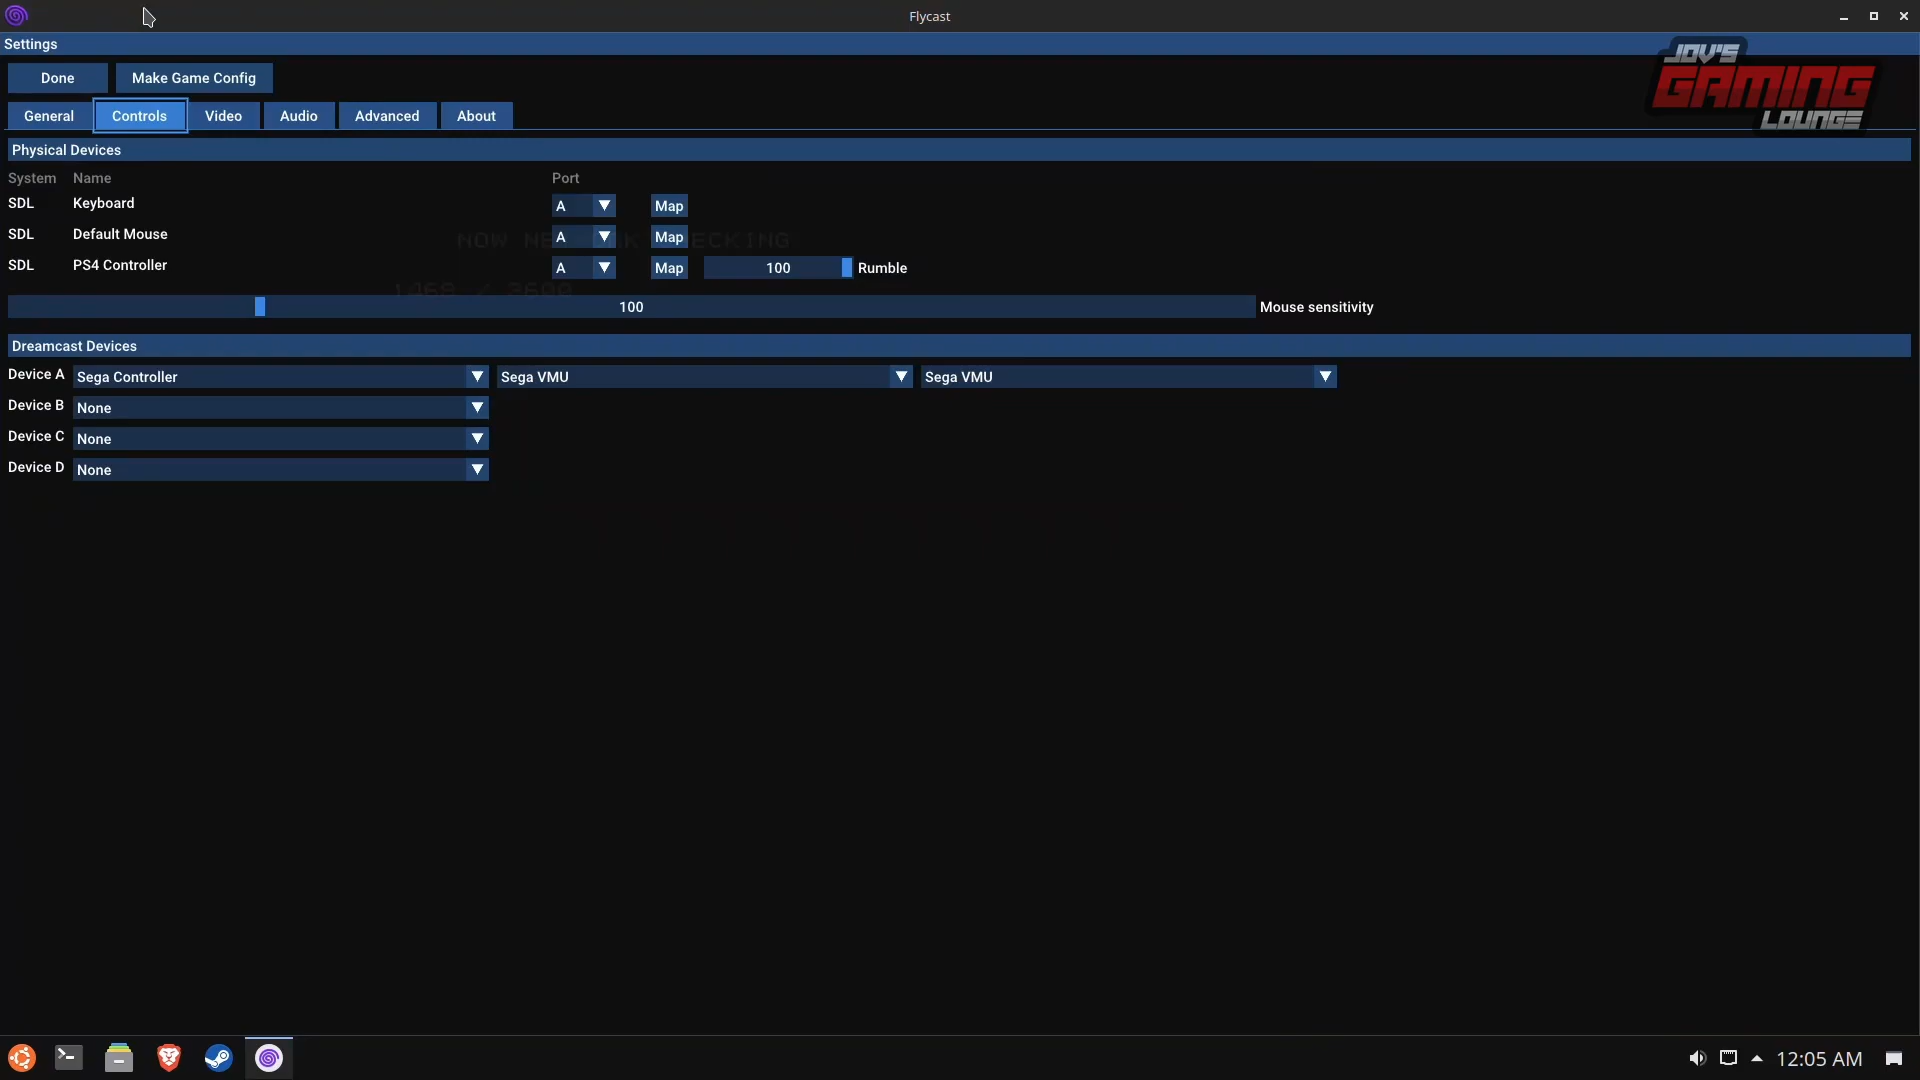 Flycast
Settings
Done Make Game Config
JOV'S
GAMING
LOUNGE
General Controls Video Audio Advanced About
Physical Devices
System Name Port
SDL Keyboard A Map
SDL Default Mouse A Map
SDL PS4 Controller A Map 100 Rumble
100 Mouse sensitivity
Dreamcast Devices
Device A Sega Controller Sega VMU Sega VMU
Device B None
Device C None
Device D None
12:05 AM